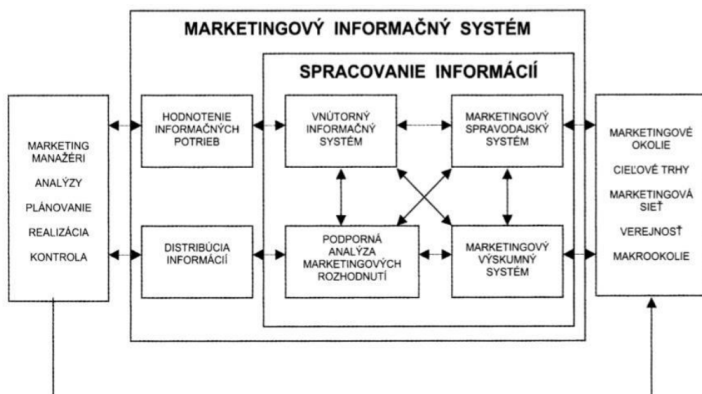 MARKETINGOVÝ INFORMAČNÝ SYSTÉM
SPRACOVANIE INFORMÁCIÍ
MARKETING
MANAŽÉRI
ANALÝZY
PLÁNOVANIE
REALIZÁCIA
KONTROLA
HODNOTENIE
INFORMAČNÝCH
POTRIEB
VNÚTORNÝ
INFORMAČNÝ
SYSTÉM
MARKETINGOVÝ
SPRAVODAJSKÝ
SYSTÉM
DISTRIBÚCIA
INFORMÁCIÍ
PODPORNÁ
ANALÝZA
MARKETINGOVÝCH
ROZHODNUTÍ
MARKETINGOVÝ
VÝSKUMNÝ
SYSTÉM
MARKETINGOVÉ
OKOLIE
CIEĽOVÉ TRHY
MARKETINGOVÁ
SIEŤ
VEREJNOSŤ
MAKROOKOLIE